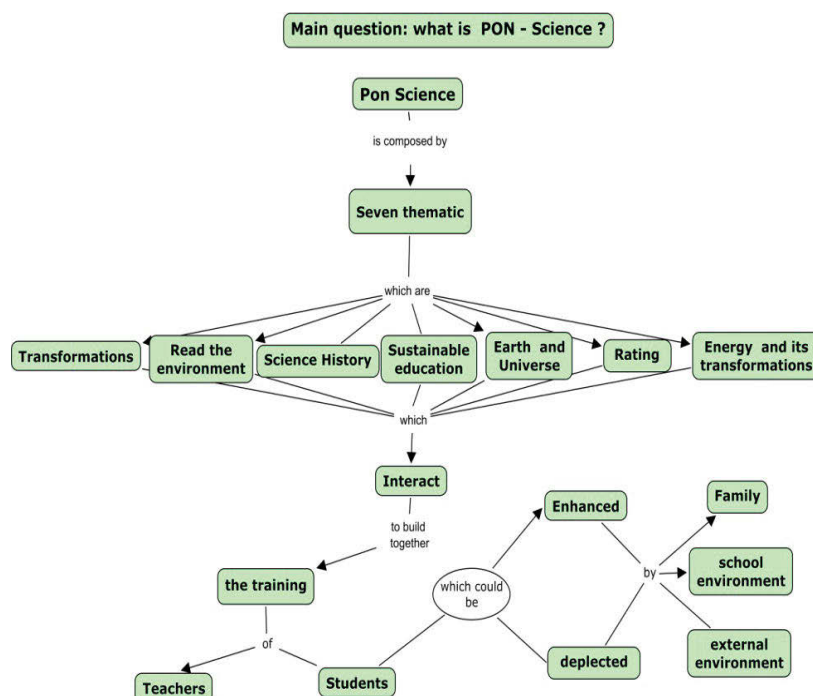 Main question: what is PON - Science ?
Pon Science
is composed by
Seven thematic
which are
Transformations
Read the
environment
Science History
Sustainable
education
Earth and
Universe
Rating
Energy and its
transformations
which
Interact
to build
together
the training
of
Teachers
Students
which could
be
Enhanced
deplected
by
Family
school
environment
external
environment